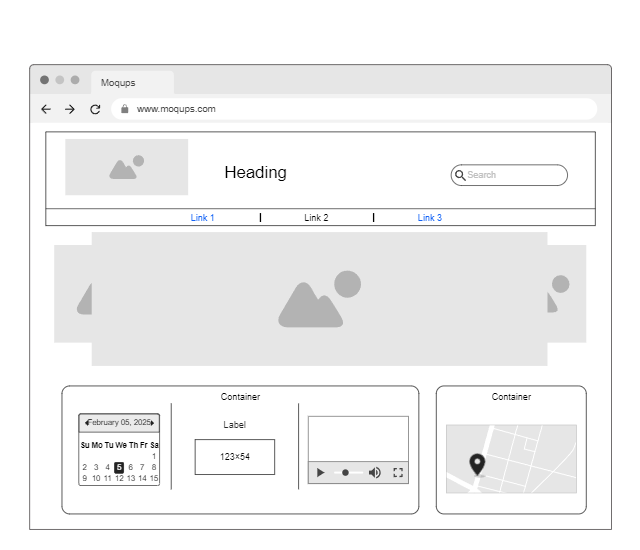 Moqups
www.moqups.com
Heading
Search
Link 1 | Link 2 | Link 3
Container
Container
February 05, 2025
Label
Su Mo Tu We Th Fr Sa
1
2 3 4 5 6 7 8
9 10 11 12 13 14 15
123×54